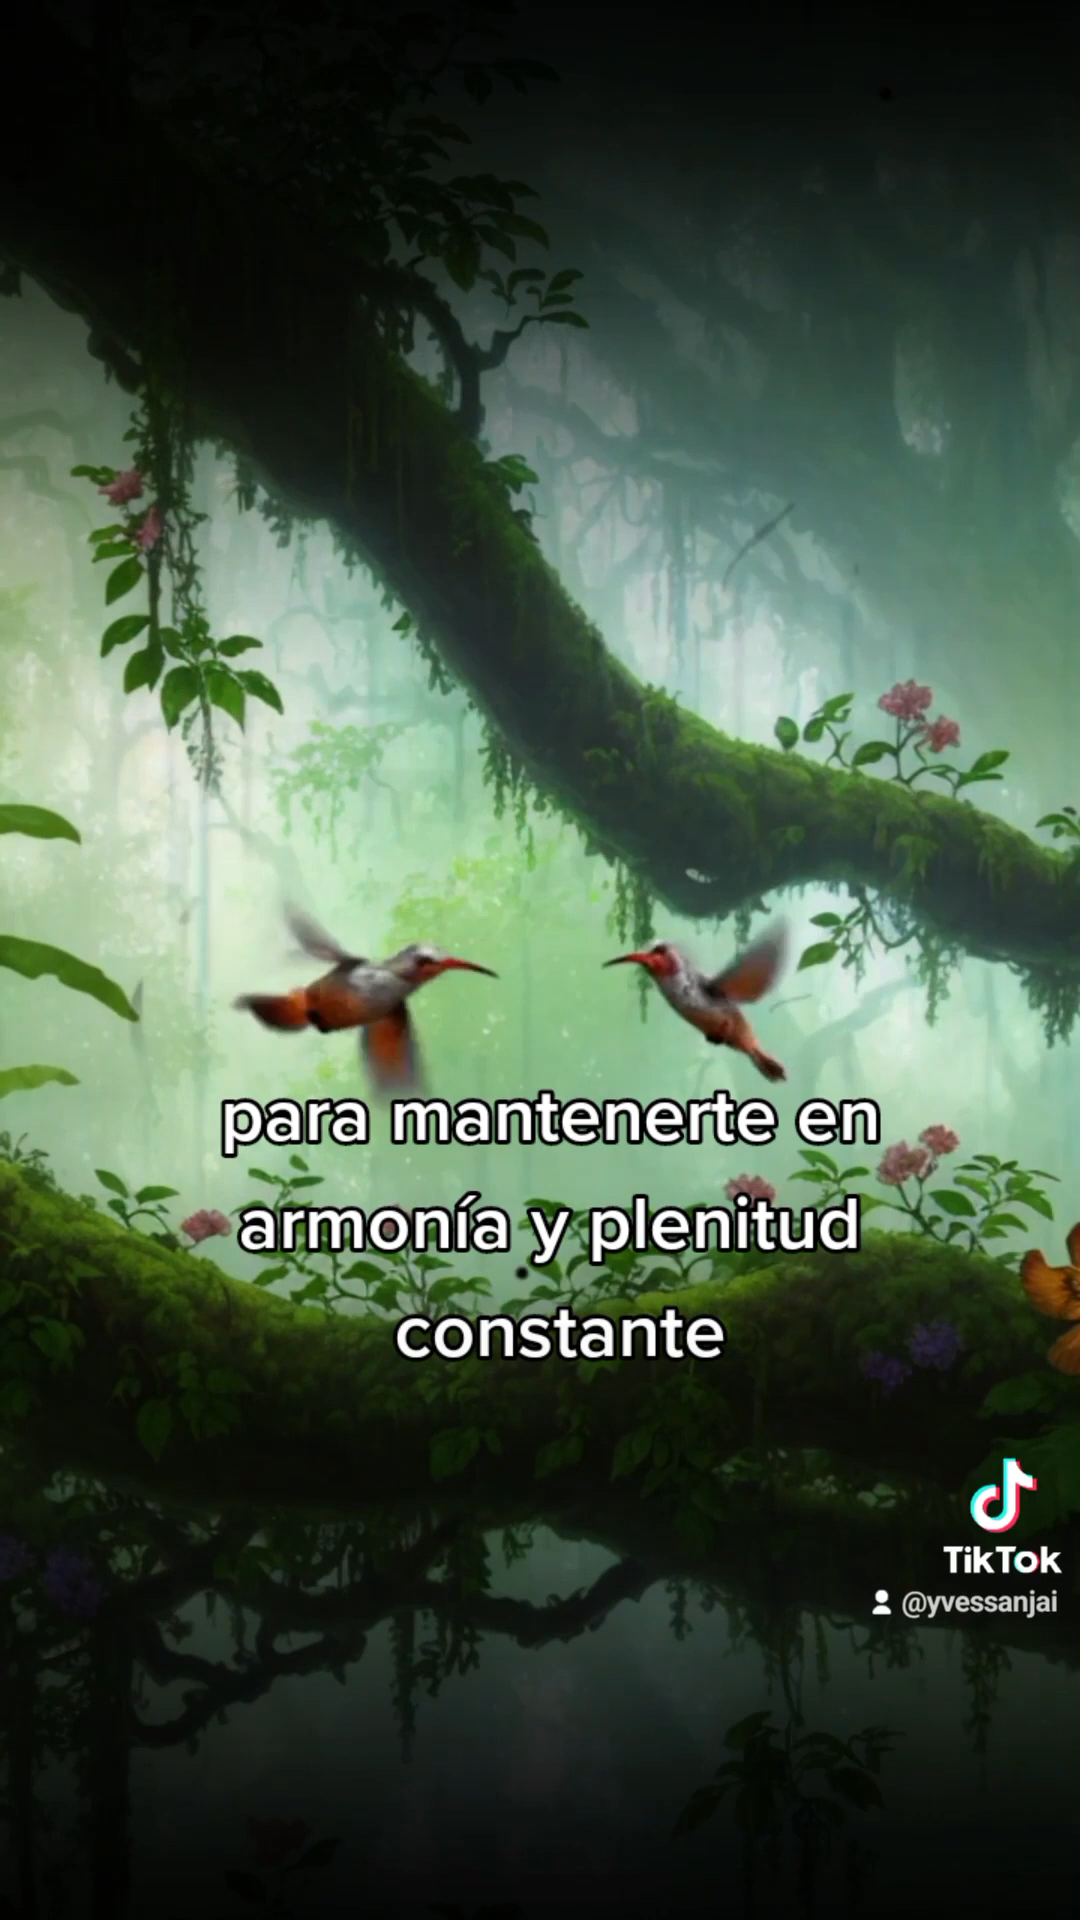 para mantenerte en
armonía y plenitud
constante
TikTok
@yvessanjai